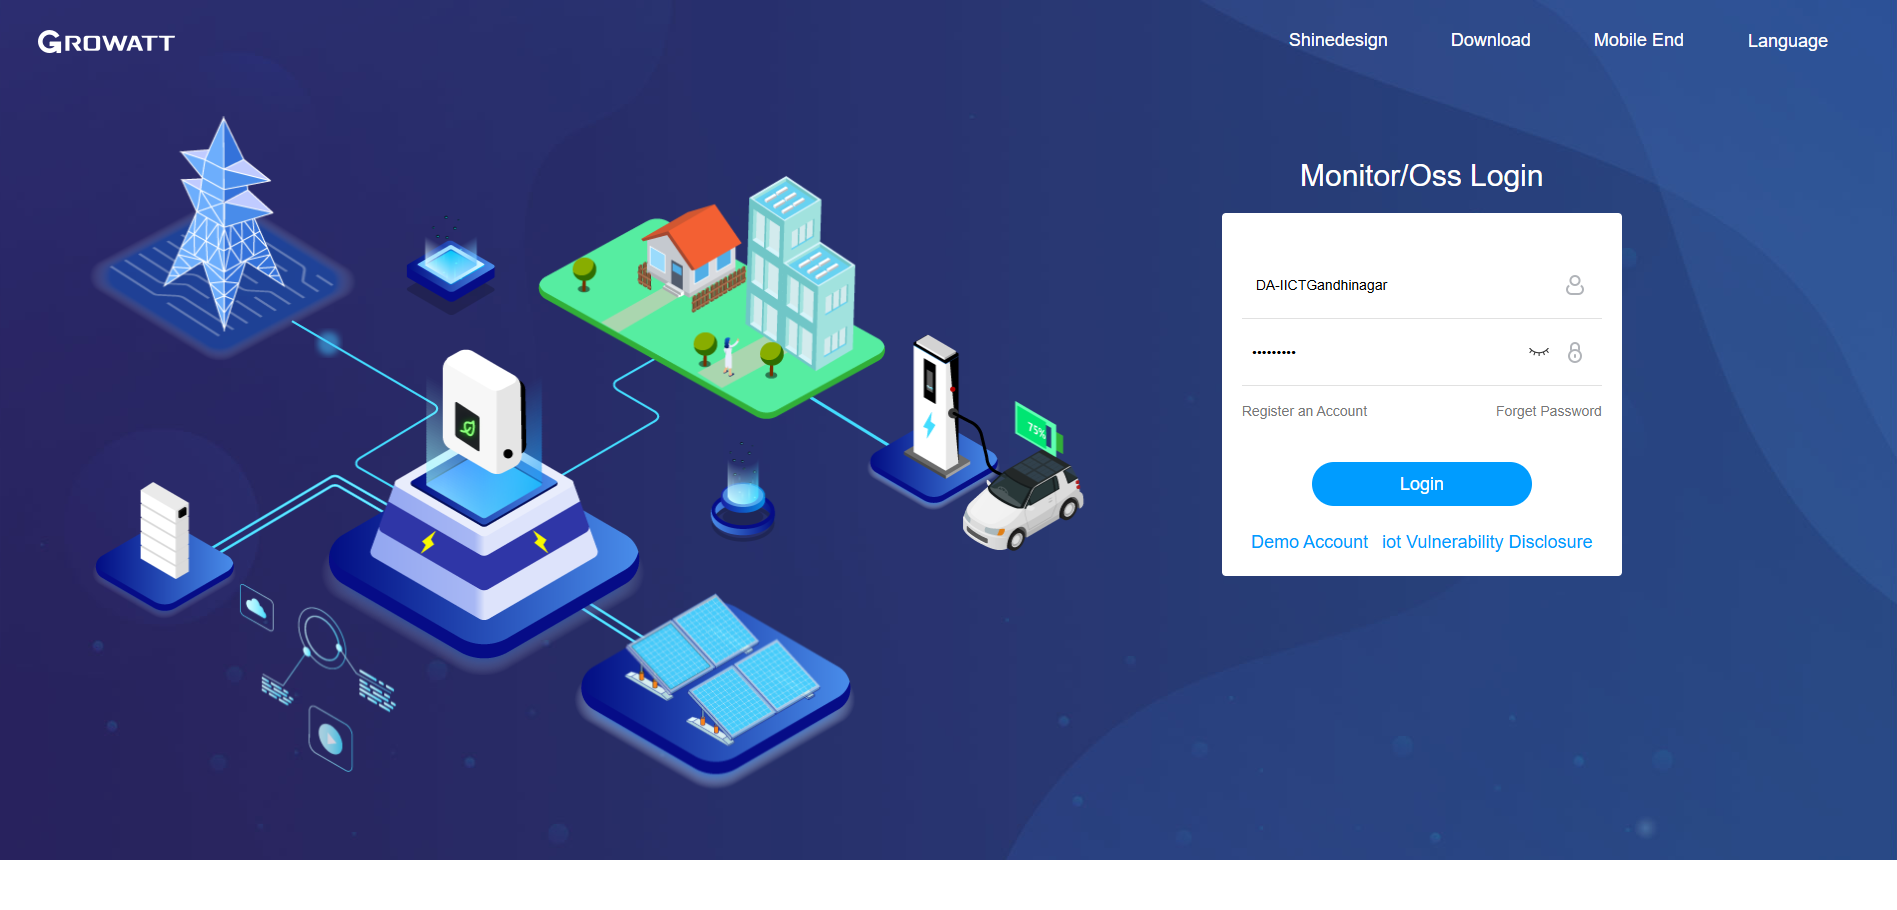 GROWATT
Shinedesign
Download
Mobile End
Language
Monitor/Oss Login
DA-IICTGandhinagar
•••••••••
Register an Account
Forget Password
Login
Demo Account
iot Vulnerability Disclosure
75%